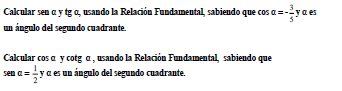 Calcular sen α y tg α, usando la Relación Fundamental, sabiendo que cos α = -3/5 y α es
un ángulo del segundo cuadrante.
Calcular cos α y cotg α , usando la Relación Fundamental, sabiendo que
sen α = 1/2 y α es un ángulo del segundo cuadrante.